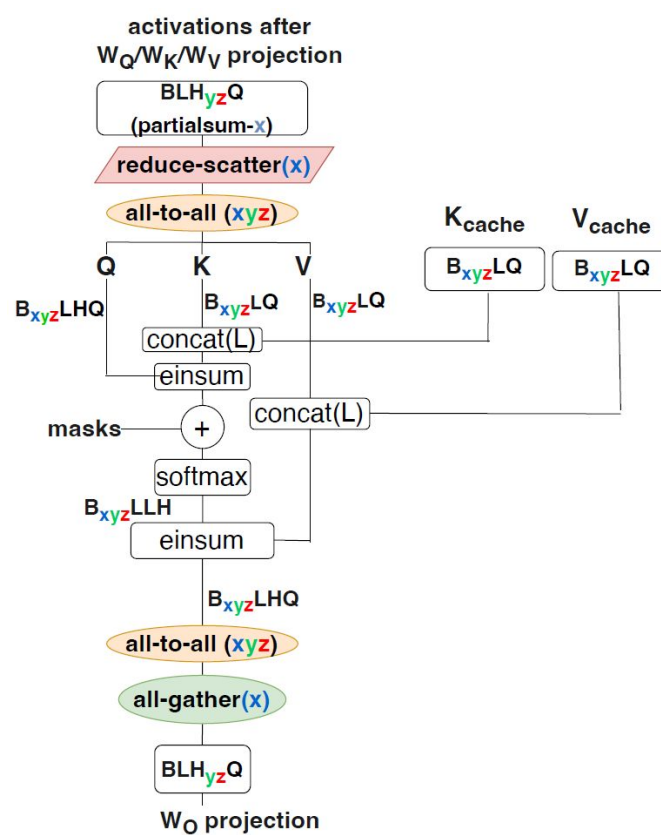 activations after
WQ/WK/WV projection
BLHyzQ
(partialsum-x)
reduce-scatter(x)
all-to-all (xyz)
Kcache
Vcache
BxyzLQ
BxyzLQ
Q K V
BxyzLHQ
BxyzLQ
BxyzLQ
concat(L)
einsum
concat(L)
masks
+
softmax
BxyzLLH
einsum
BxyzLHQ
all-to-all (xyz)
all-gather(x)
BLHyzQ
WO projection